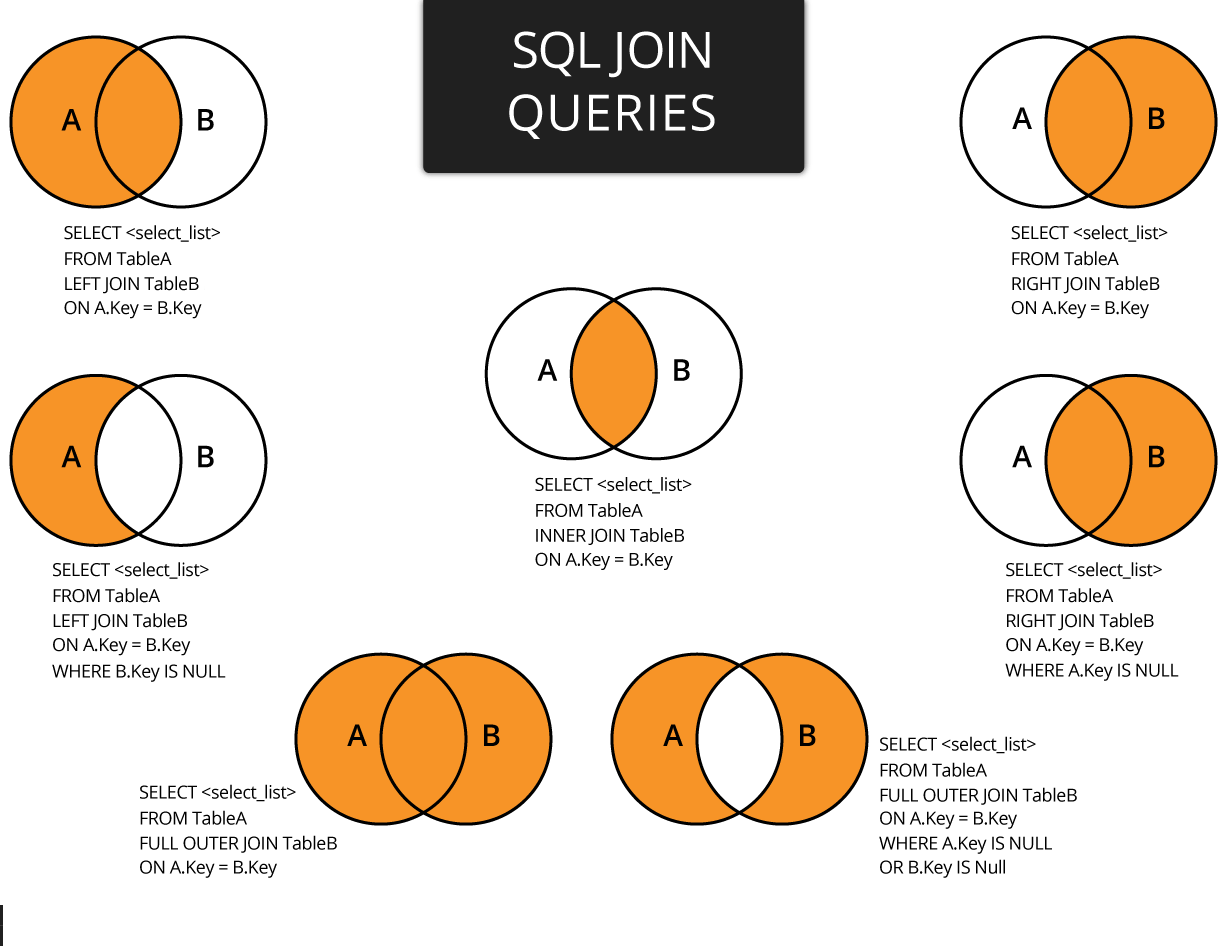 SQL JOIN
QUERIES
A B
SELECT <select_list>
FROM TableA
LEFT JOIN TableB
ON A.Key = B.Key
A B
SELECT <select_list>
FROM TableA
RIGHT JOIN TableB
ON A.Key = B.Key
A B
SELECT <select_list>
FROM TableA
INNER JOIN TableB
ON A.Key = B.Key
A B
SELECT <select_list>
FROM TableA
LEFT JOIN TableB
ON A.Key = B.Key
WHERE B.Key IS NULL
A B
SELECT <select_list>
FROM TableA
RIGHT JOIN TableB
ON A.Key = B.Key
WHERE A.Key IS NULL
A B
SELECT <select_list>
FROM TableA
FULL OUTER JOIN TableB
ON A.Key = B.Key
A B
SELECT <select_list>
FROM TableA
FULL OUTER JOIN TableB
ON A.Key = B.Key
WHERE A.Key IS NULL
OR B.Key IS Null